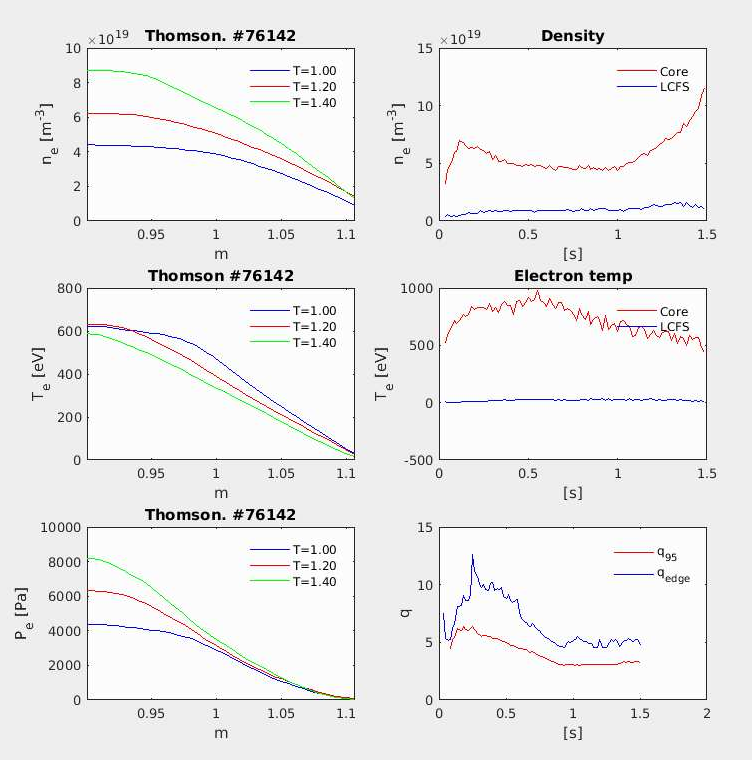 Thomson. #76142
×10^19
n_e [m^-3]
10
8
6
4
2
0
0.95
1
1.05
1.1
m
T=1.00
T=1.20
T=1.40
Density
×10^19
n_e [m^-3]
15
10
5
0
0
0.5
1
1.5
[s]
Core
LCFS
Thomson #76142
T_e [eV]
800
600
400
200
0
0.95
1
1.05
1.1
m
T=1.00
T=1.20
T=1.40
Electron temp
T_e [eV]
1000
500
0
-500
0
0.5
1
1.5
[s]
Core
LCFS
Thomson. #76142
P_e [Pa]
10000
8000
6000
4000
2000
0
0.95
1
1.05
1.1
m
T=1.00
T=1.20
T=1.40
q
15
10
5
0
0
0.5
1
1.5
2
[s]
q_95
q_edge